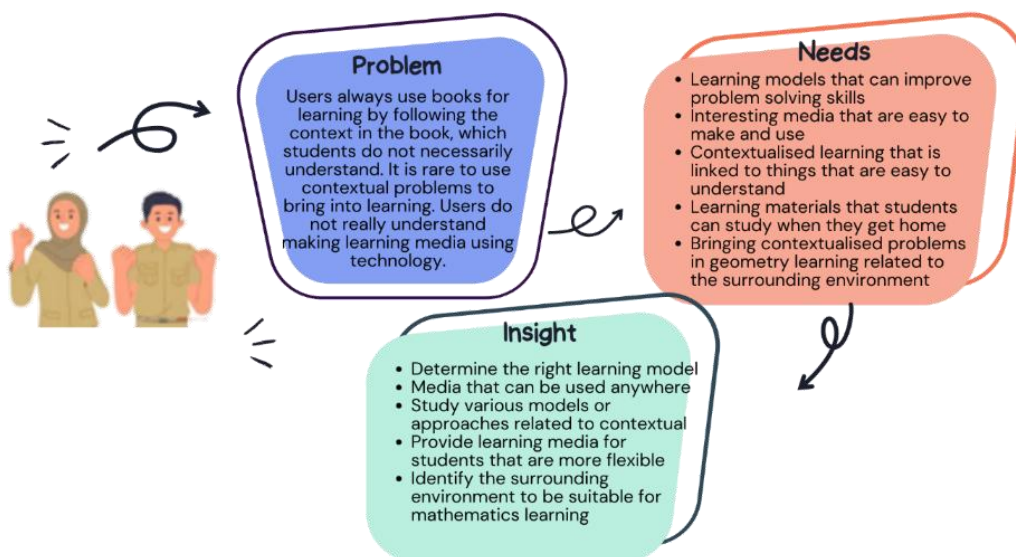 Problem
Users always use books for
learning by following the
context in the book, which
students do not necessarily
understand. It is rare to use
contextual problems to
bring into learning. Users do
not really understand
making learning media using
technology.
Needs
• Learning models that can improve
problem solving skills
• Interesting media that are easy to
make and use
• Contextualised learning that is
linked to things that are easy to
understand
• Learning materials that students
can study when they get home
• Bringing contextualised problems
in geometry learning related to
the surrounding environment
Insight
• Determine the right learning model
• Media that can be used anywhere
• Study various models or
approaches related to contextual
• Provide learning media for
students that are more flexible
• Identify the surrounding
environment to be suitable for
mathematics learning